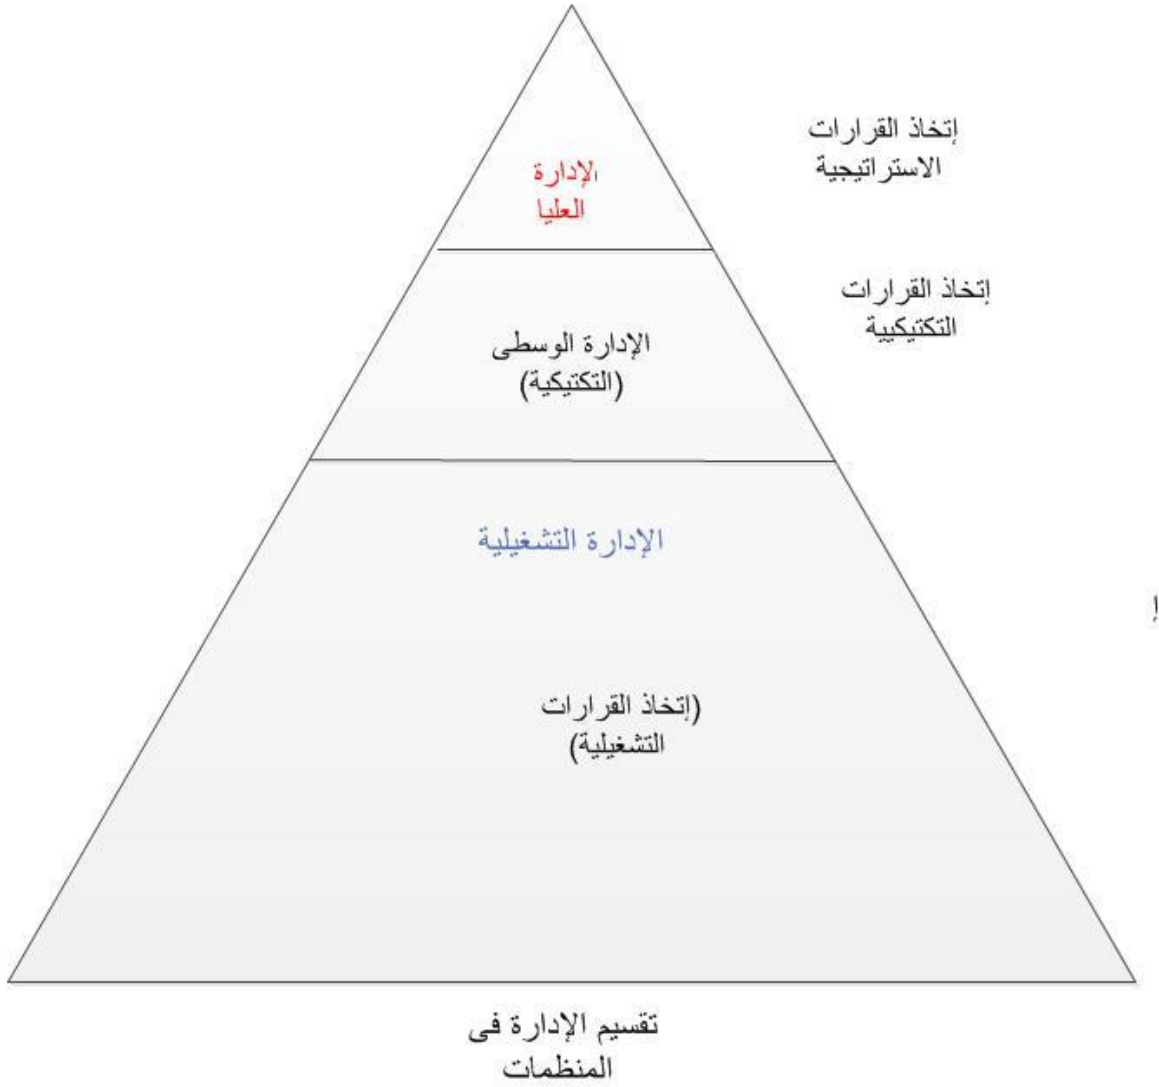 إتخاذ القرارات
الاستراتيجية
الإدارة
العليا
إتخاذ القرارات
التكتيكيية
الإدارة الوسطى
(التكتيكية)
الإدارة التشغيلية
إ
(إتخاذ القرارات
التشغيلية)
تقسيم الإدارة فى
المنظمات